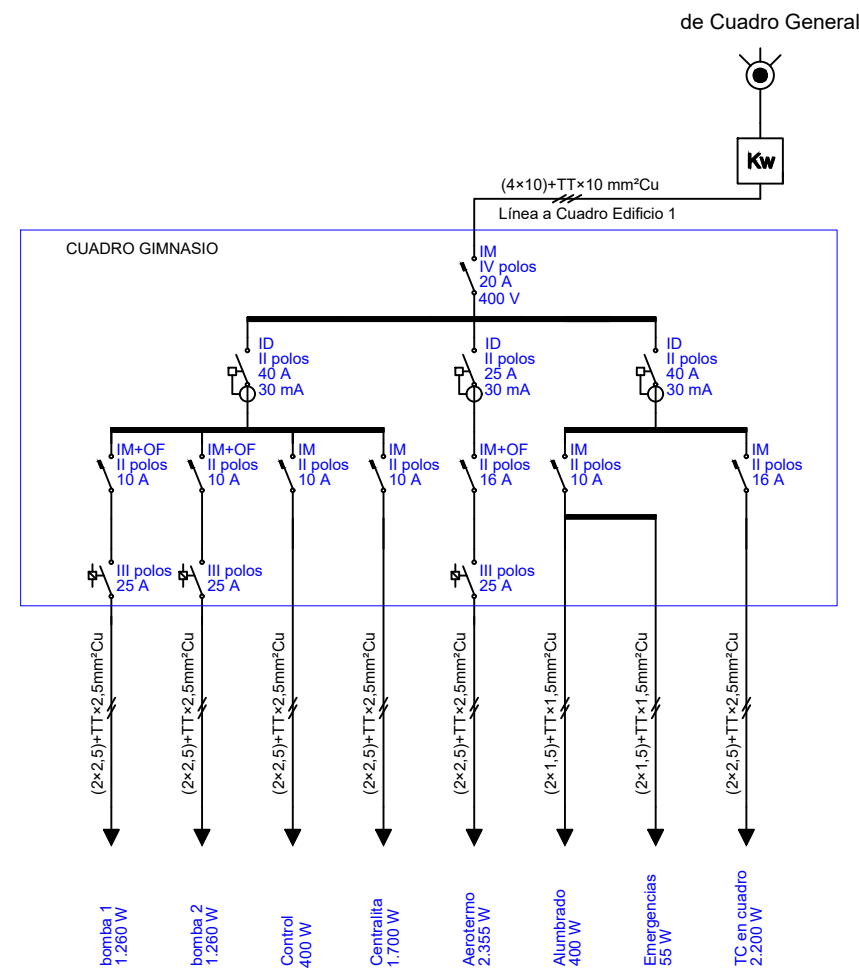 de Cuadro General
Kw
(4×10)+TT×10 mm²Cu
Línea a Cuadro Edificio 1
CUADRO GIMNASIO
IM
IV polos
20 A
400 V
ID
II polos
40 A
30 mA
ID
II polos
25 A
30 mA
ID
II polos
40 A
30 mA
IM+OF
II polos
10 A
IM+OF
II polos
10 A
IM
II polos
10 A
IM
II polos
10 A
IM+OF
II polos
16 A
IM
II polos
10 A
IM
II polos
16 A
III polos
25 A
III polos
25 A
III polos
25 A
(2×2,5)+TT×2,5mm²Cu
(2×2,5)+TT×2,5mm²Cu
(2×2,5)+TT×2,5mm²Cu
(2×2,5)+TT×2,5mm²Cu
(2×2,5)+TT×2,5mm²Cu
(2×1,5)+TT×1,5mm²Cu
(2×1,5)+TT×1,5mm²Cu
(2×2,5)+TT×2,5mm²Cu
bomba 1
1.260 W
bomba 2
1.260 W
Control
400 W
Centralita
1.700 W
Aerotermo
2.355 W
Alumbrado
400 W
Emergencias
55 W
TC en cuadro
2.200 W